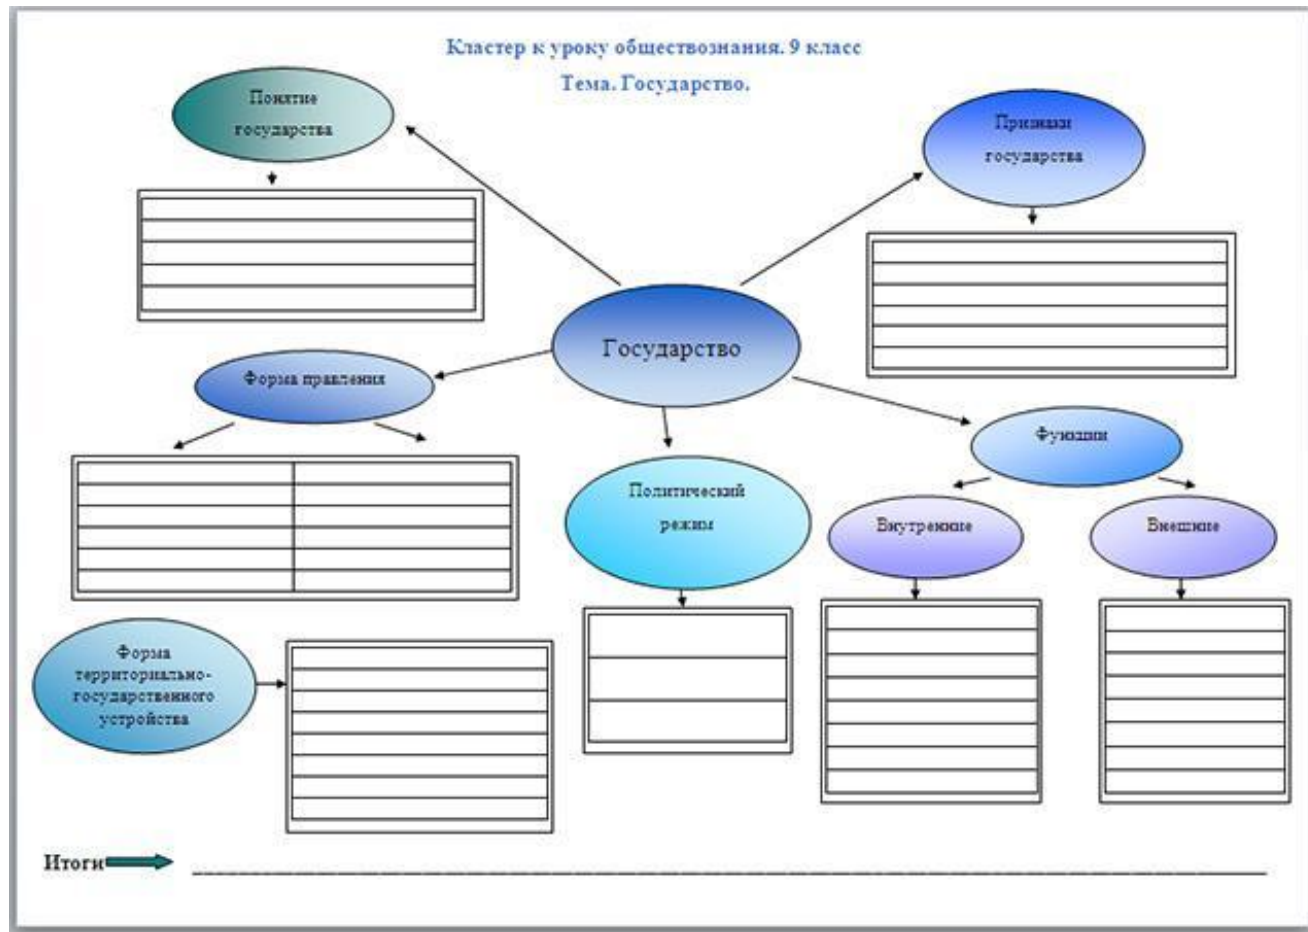 Кластер к уроку обществознания. 9 класс
Тема. Государство.
Понятие
государства
Признаки
государства
Государство
Форма правления
Функции
Политический
режим
Внутренние
Внешние
Форма
территориально-
государственного
устройства
Итоги